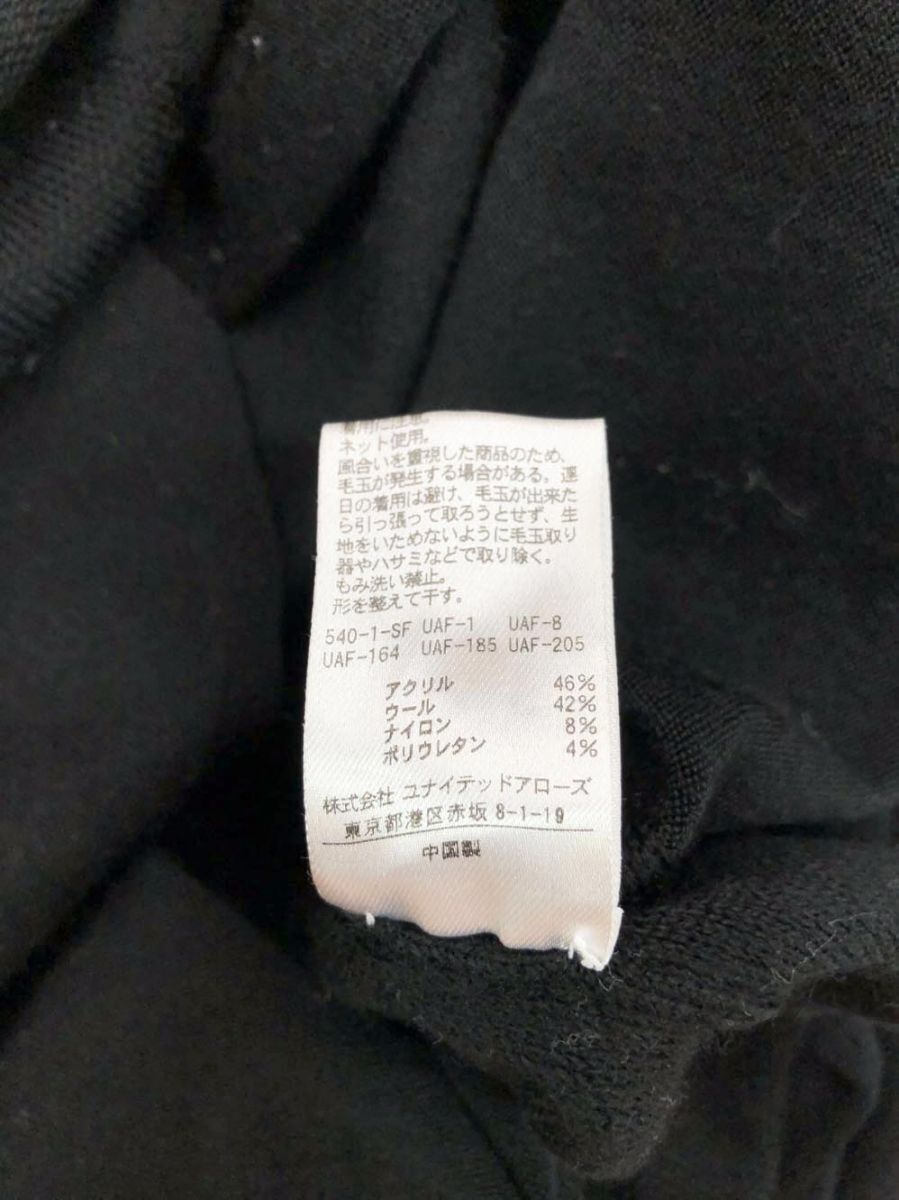 着用に注意。
ネット使用。
風合いを重視した商品のため、
毛玉が発生する場合がある。連
日の着用は避け、毛玉が出来た
ら引っ張って取ろうとせず、生
地をいためないように毛玉取り
器やハサミなどで取り除く。
もみ洗い禁止。
形を整えて干す。
540-1-SF UAF-1 UAF-8
UAF-164 UAF-185 UAF-205
アクリル 46%
ウール 42%
ナイロン 8%
ポリウレタン 4%
株式会社 ユナイテッドアローズ
東京都港区赤坂 8-1-19
中国製